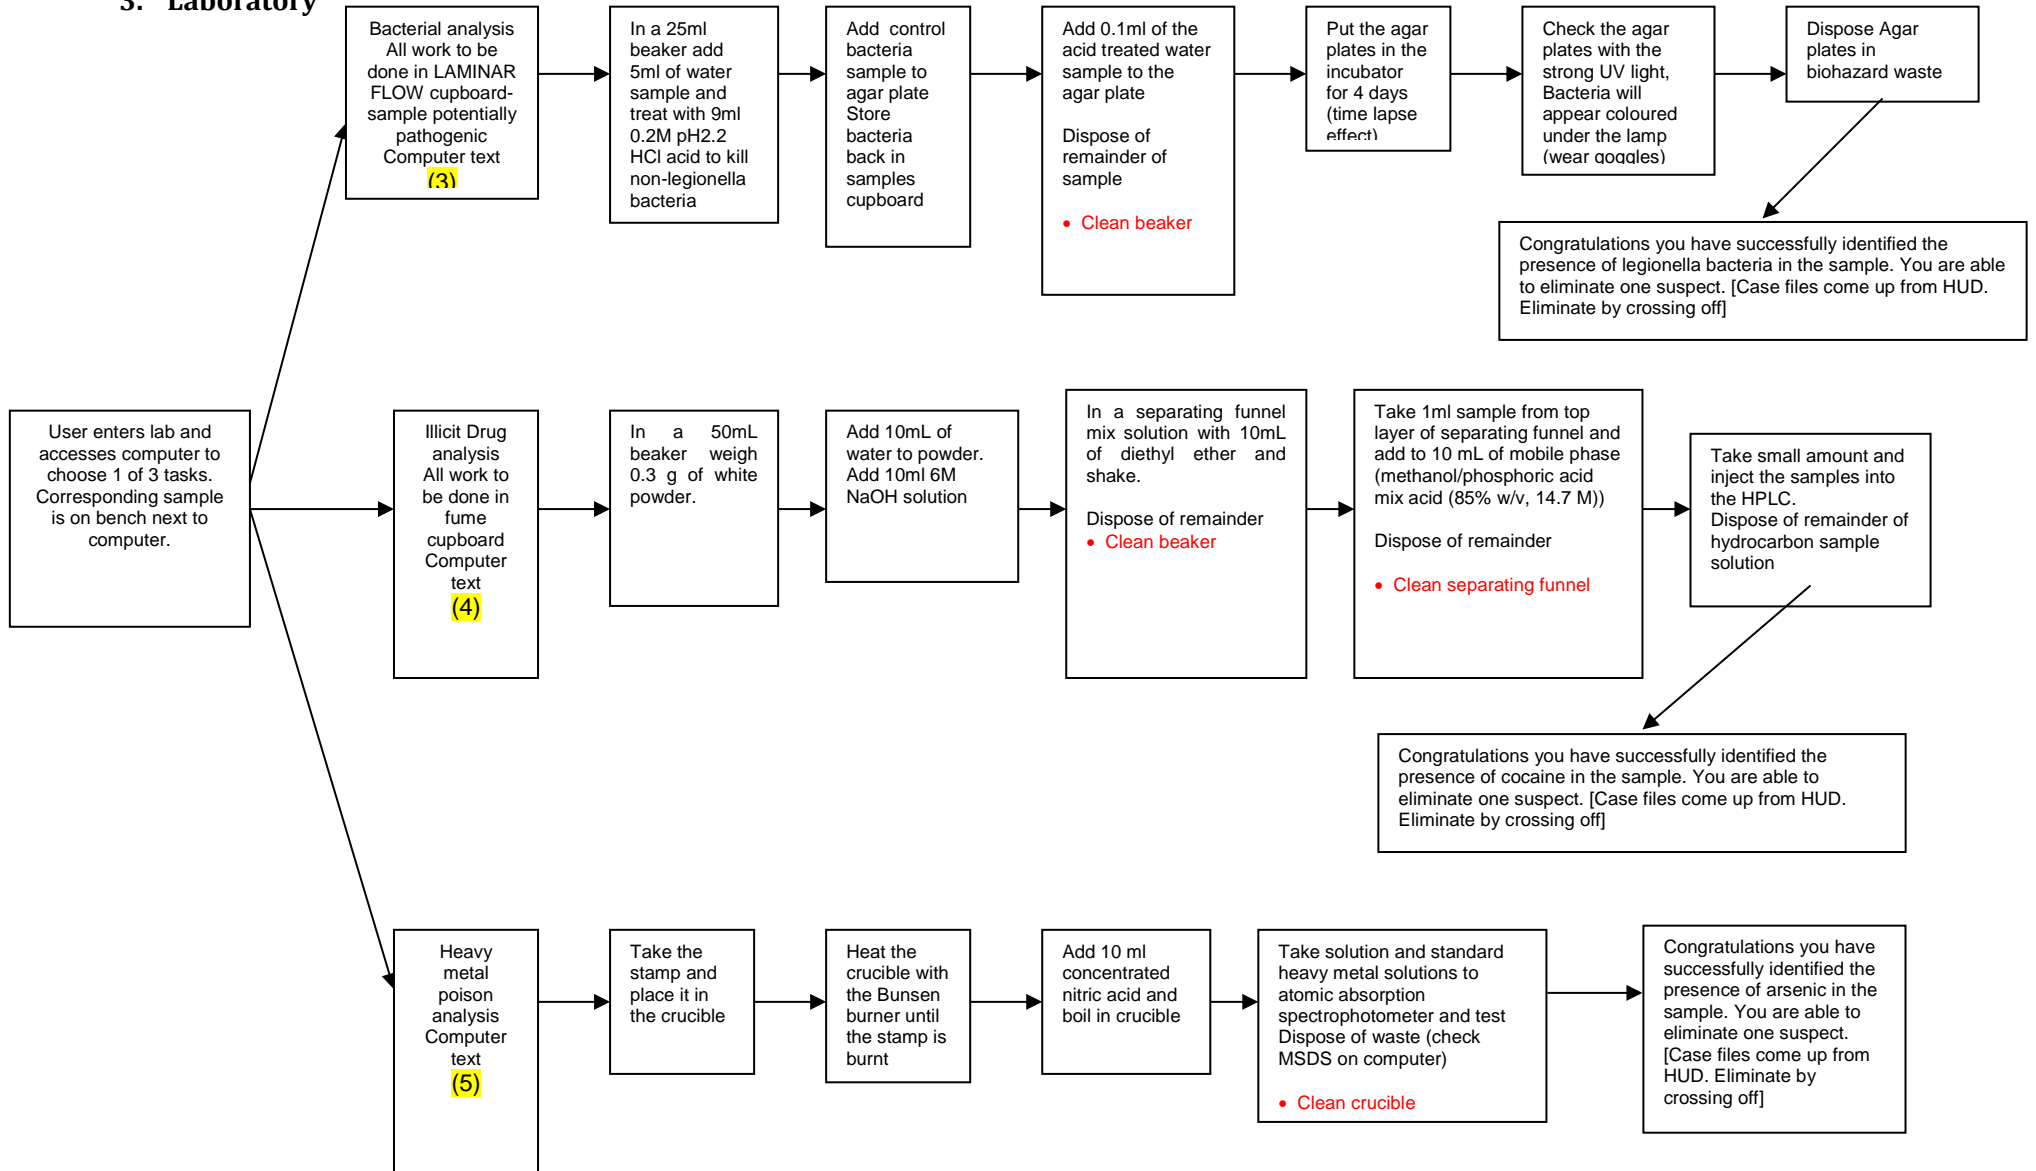 3. Laboratory
Bacterial analysis
All work to be
done in LAMINAR
FLOW cupboard-
sample potentially
pathogenic
Computer text
(3)
In a 25ml
beaker add
5ml of water
sample and
treat with 9ml
0.2M pH2.2
HCl acid to kill
non-legionella
bacteria
Add control
bacteria
sample to
agar plate
Store
bacteria
back in
samples
cupboard
Add 0.1ml of the
acid treated water
sample to the
agar plate
Dispose of
remainder of
sample
• Clean beaker
Put the agar
plates in the
incubator
for 4 days
(time lapse
effect)
Check the agar
plates with the
strong UV light,
Bacteria will
appear coloured
under the lamp
(wear goggles)
Dispose Agar
plates in
biohazard waste
Congratulations you have successfully identified the
presence of legionella bacteria in the sample. You are able
to eliminate one suspect. [Case files come up from HUD.
Eliminate by crossing off]
User enters lab and
accesses computer to
choose 1 of 3 tasks.
Corresponding sample
is on bench next to
computer.
Illicit Drug
analysis
All work to
be done in
fume
cupboard
Computer
text
(4)
In a 50mL
beaker weigh
0.3 g of white
powder.
Add 10mL of
water to powder.
Add 10ml 6M
NaOH solution
In a separating funnel
mix solution with 10mL
of diethyl ether and
shake.
Dispose of remainder
• Clean beaker
Take 1ml sample from top
layer of separating funnel and
add to 10 mL of mobile phase
(methanol/phosphoric acid
mix acid (85% w/v, 14.7 M))
Dispose of remainder
• Clean separating funnel
Take small amount and
inject the samples into
the HPLC.
Dispose of remainder of
hydrocarbon sample
solution
Congratulations you have successfully identified the
presence of cocaine in the sample. You are able to
eliminate one suspect. [Case files come up from HUD.
Eliminate by crossing off]
Heavy
metal
poison
analysis
Computer
text
(5)
Take the
stamp and
place it in
the crucible
Heat the
crucible with
the Bunsen
burner until
the stamp is
burnt
Add 10 ml
concentrated
nitric acid and
boil in crucible
Take solution and standard
heavy metal solutions to
atomic absorption
spectrophotometer and test
Dispose of waste (check
MSDS on computer)
• Clean crucible
Congratulations you have
successfully identified the
presence of arsenic in the
sample. You are able to
eliminate one suspect.
[Case files come up from
HUD. Eliminate by
crossing off]